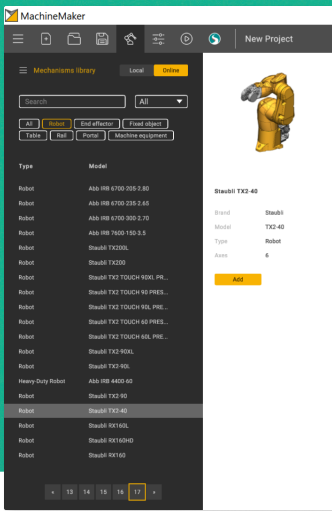 MachineMaker
New Project
Mechanisms library
Local
Online
Search
All
All
Robot
End effector
Fixed object
Table
Rail
Portal
Machine equipment
Type Model
Robot Abb IRB 6700-205-2.80
Robot Abb IRB 6700-235-2.65
Robot Abb IRB 6700-300-2.70
Robot Abb IRB 7600-150-3.5
Robot Staubli TX200L
Robot Staubli TX200
Robot Staubli TX2 TOUCH 90XL PR...
Robot Staubli TX2 TOUCH 90 PRES...
Robot Staubli TX2 TOUCH 90L PRE...
Robot Staubli TX2 TOUCH 60 PRES...
Robot Staubli TX2 TOUCH 60L PRE...
Robot Staubli TX2-90XL
Robot Staubli TX2-90L
Heavy-Duty Robot Abb IRB 4400-60
Robot Staubli TX2-90
Robot Staubli TX2-40
Robot Staubli RX160L
Robot Staubli RX160HD
Robot Staubli RX160
« 13 14 15 16 17 »
Staubli TX2-40
Brand Staubli
Model TX2-40
Type Robot
Axes 6
Add